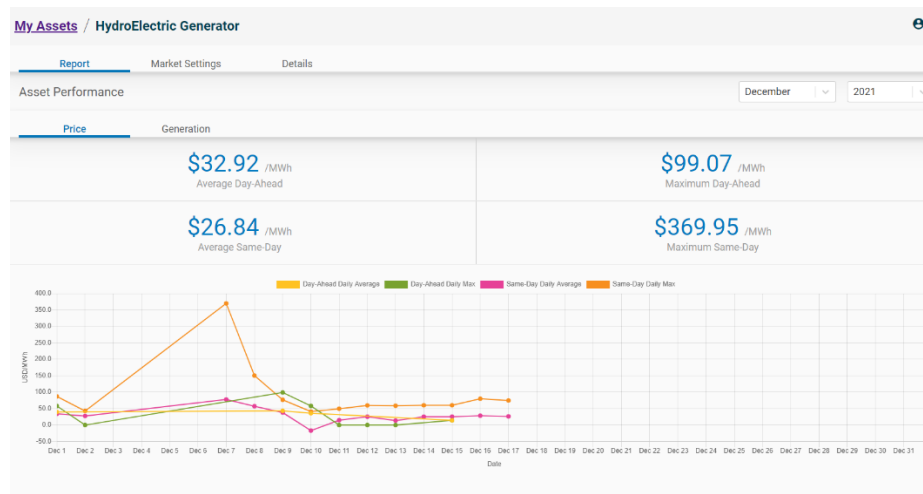 My Assets / HydroElectric Generator
Report Market Settings Details
Asset Performance December 2021
Price Generation
$32.92 /MWh $99.07 /MWh
Average Day-Ahead Maximum Day-Ahead
$26.84 /MWh $369.95 /MWh
Average Same-Day Maximum Same-Day
Day-Ahead Daily Average Day-Ahead Daily Max Same-Day Daily Average Same-Day Daily Max
400.0
350.0
300.0
250.0
200.0
150.0
100.0
50.0
0.0
-50.0
USD/MWh
Dec 1 Dec 2 Dec 3 Dec 4 Dec 5 Dec 6 Dec 7 Dec 8 Dec 9 Dec 10 Dec 11 Dec 12 Dec 13 Dec 14 Dec 15 Dec 16 Dec 17 Dec 18 Dec 19 Dec 20 Dec 21 Dec 22 Dec 23 Dec 24 Dec 25 Dec 26 Dec 27 Dec 28 Dec 29 Dec 30 Dec 31
Date